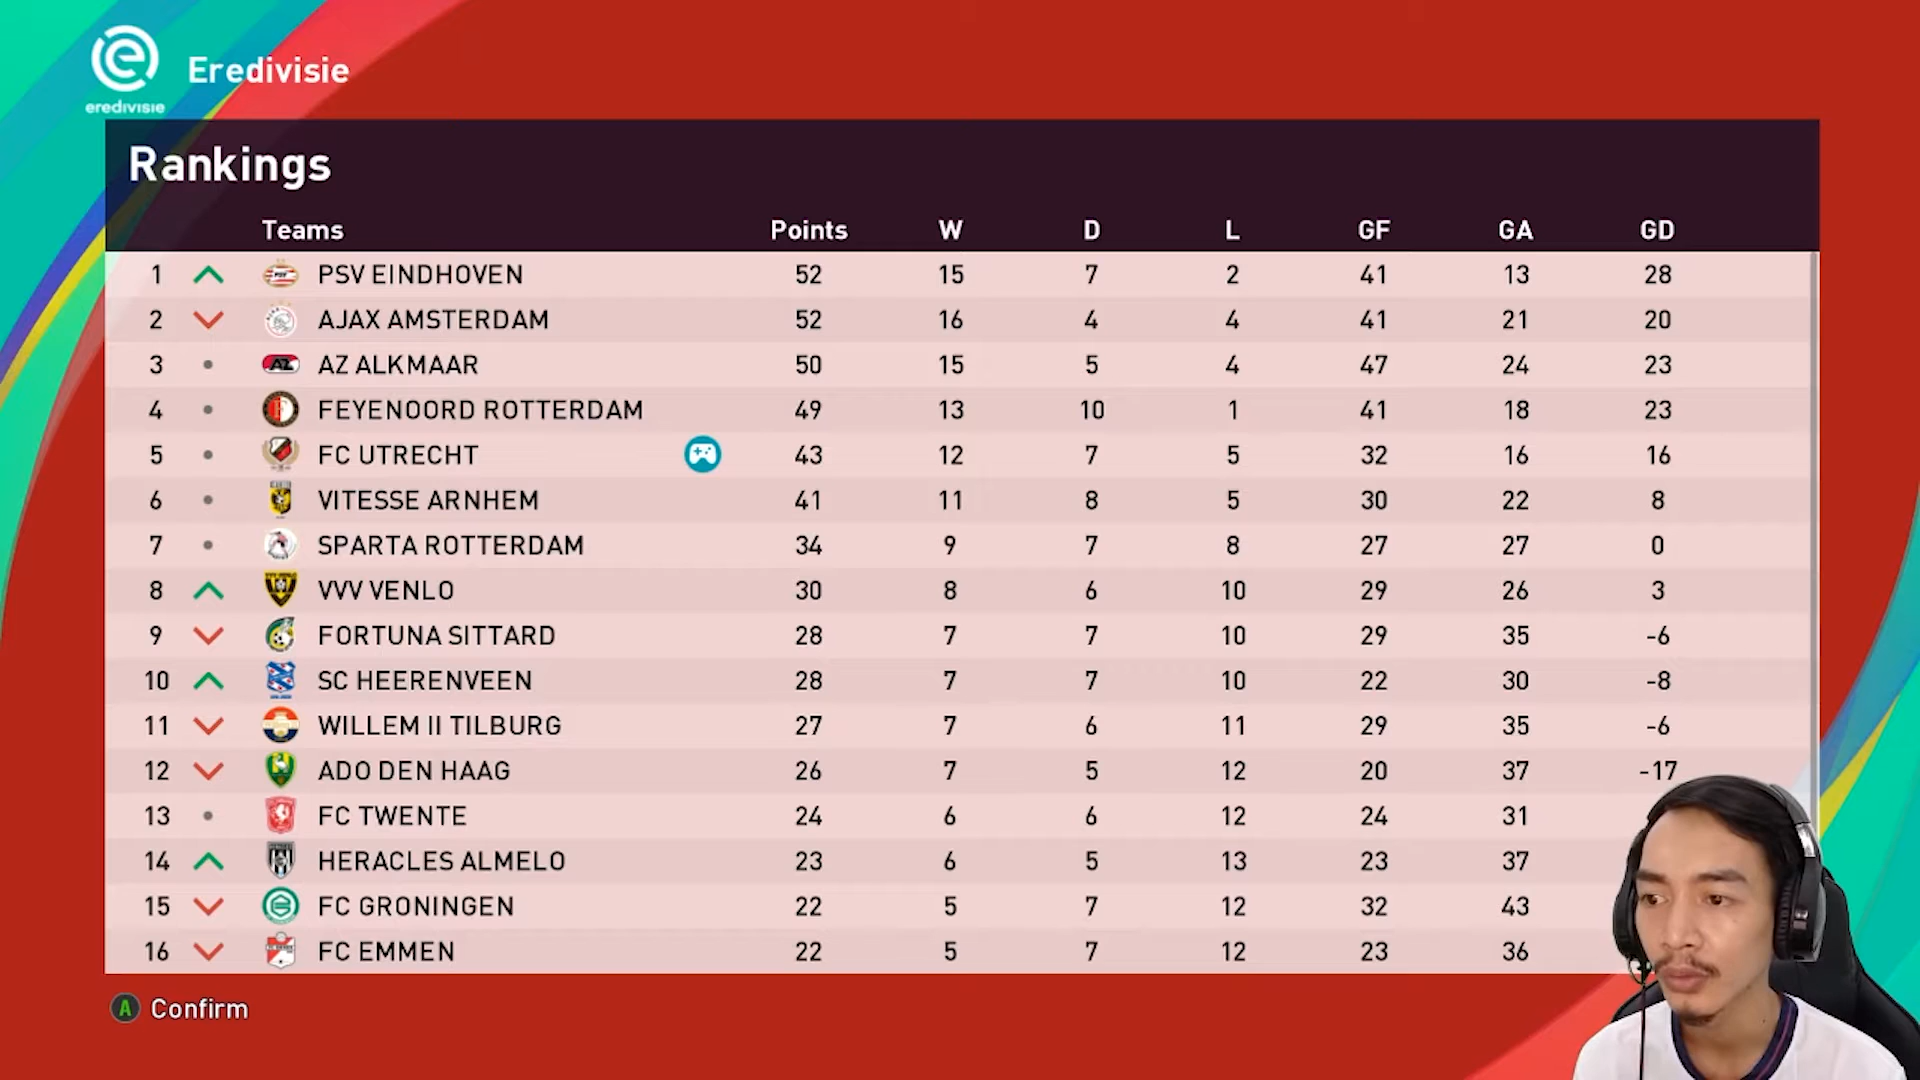 eredivisie
Eredivisie
Rankings
Teams Points W D L GF GA GD
1 PSV EINDHOVEN 52 15 7 2 41 13 28
2 AJAX AMSTERDAM 52 16 4 4 41 21 20
3 AZ AZ ALKMAAR 50 15 5 4 47 24 23
4 FEYENOORD ROTTERDAM 49 13 10 1 41 18 23
5 FC UTRECHT 43 12 7 5 32 16 16
6 VITESSE ARNHEM 41 11 8 5 30 22 8
7 SPARTA ROTTERDAM 34 9 7 8 27 27 0
8 VVV VENLO 30 8 6 10 29 26 3
9 FORTUNA SITTARD 28 7 7 10 29 35 -6
10 SC HEERENVEEN 28 7 7 10 22 30 -8
11 WILLEM II TILBURG 27 7 6 11 29 35 -6
12 ADO DEN HAAG 26 7 5 12 20 37 -17
13 FC TWENTE 24 6 6 12 24 31
14 HERACLES ALMELO 23 6 5 13 23 37
15 FC GRONINGEN 22 5 7 12 32 43
16 FC EMMEN 22 5 7 12 23 36
A Confirm